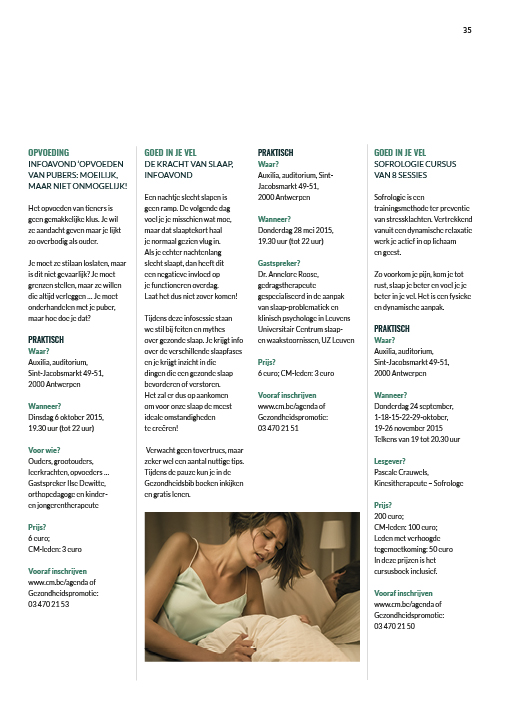 35
OPVOEDING
INFOAVOND 'OPVOEDEN
VAN PUBERS: MOEILIJK,
MAAR NIET ONMOGELIJK!
Het opvoeden van tieners is
geen gemakkelijke klus. Je wil
ze aandacht geven maar je lijkt
zo overbodig als ouder.
Je moet ze stilaan loslaten, maar
is dit niet gevaarlijk? Je moet
grenzen stellen, maar ze willen
die altijd verleggen ... Je moet
onderhandelen met je puber,
maar hoe doe je dat?
PRAKTISCH
Waar?
Auxilia, auditorium,
Sint-Jacobsmarkt 49-51,
2000 Antwerpen
Wanneer?
Dinsdag 6 oktober 2015,
19.30 uur (tot 22 uur)
Voor wie?
Ouders, grootouders,
leerkrachten, opvoeders ...
Gastspreker Ilse Dewitte,
orthopedagoge en kinder-
en jongerentherapeute
Prijs?
6 euro;
CM-leden: 3 euro
Vooraf inschrijven
www.cm.be/agenda of
Gezondheidspromotie:
03 470 21 53
GOED IN JE VEL
DE KRACHT VAN SLAAP,
INFOAVOND
Een nachtje slecht slapen is
geen ramp. De volgende dag
voel je je misschien wat moe,
maar dat slaaptekort haal
je normaal gezien vlug in.
Als je echter nachtenlang
slecht slaapt, dan heeft dit
een negatieve invloed op
je functioneren overdag.
Laat het dus niet zover komen!
Tijdens deze infosessie staan
we stil bij feiten en mythes
over gezonde slaap. Je krijgt info
over de verschillende slaapfases
en je krijgt inzicht in die
dingen die een gezonde slaap
bevorderen of verstoren.
Het zal er dus op aankomen
om voor onze slaap de meest
ideale omstandigheden
te creëren!
Verwacht geen tovertrucs, maar
zeker wel een aantal nuttige tips.
Tijdens de pauze kun je in de
Gezondheidsbib boeken inkijken
en gratis lenen.
PRAKTISCH
Waar?
Auxilia, auditorium, Sint-
Jacobsmarkt 49-51,
2000 Antwerpen
Wanneer?
Donderdag 28 mei 2015,
19.30 uur (tot 22 uur)
Gastspreker?
Dr. Annelore Roose,
gedragstherapeute
gespecialiseerd in de aanpak
van slaap-problematiek en
klinisch psychologe in Leuvens
Universitair Centrum slaap-
en waakstoornissen, UZ Leuven
Prijs?
6 euro; CM-leden: 3 euro
Vooraf inschrijven
www.cm.be/agenda of
Gezondheidspromotie:
03 470 21 51
GOED IN JE VEL
SOFROLOGIE CURSUS
VAN 8 SESSIES
Sofrologie is een
trainingsmethode ter preventie
van stressklachten. Vertrekkend
vanuit een dynamische relaxatie
werk je actief in op lichaam
en geest.
Zo voorkom je pijn, kom je tot
rust, slaap je beter en voel je je
beter in je vel. Het is een fysieke
en dynamische aanpak.
PRAKTISCH
Waar?
Auxilia, auditorium,
Sint-Jacobsmarkt 49-51,
2000 Antwerpen
Wanneer?
Donderdag 24 september,
1-18-15-22-29-oktober,
19-26 november 2015
Telkens van 19 tot 20.30 uur
Lesgever?
Pascale Crauwels,
Kinesitherapeute – Sofrologe
Prijs?
200 euro;
CM-leden: 100 euro;
Leden met verhoogde
tegemoetkoming: 50 euro
In deze prijzen is het
cursusboek inclusief.
Vooraf inschrijven
www.cm.be/agenda of
Gezondheidspromotie:
03 470 21 50